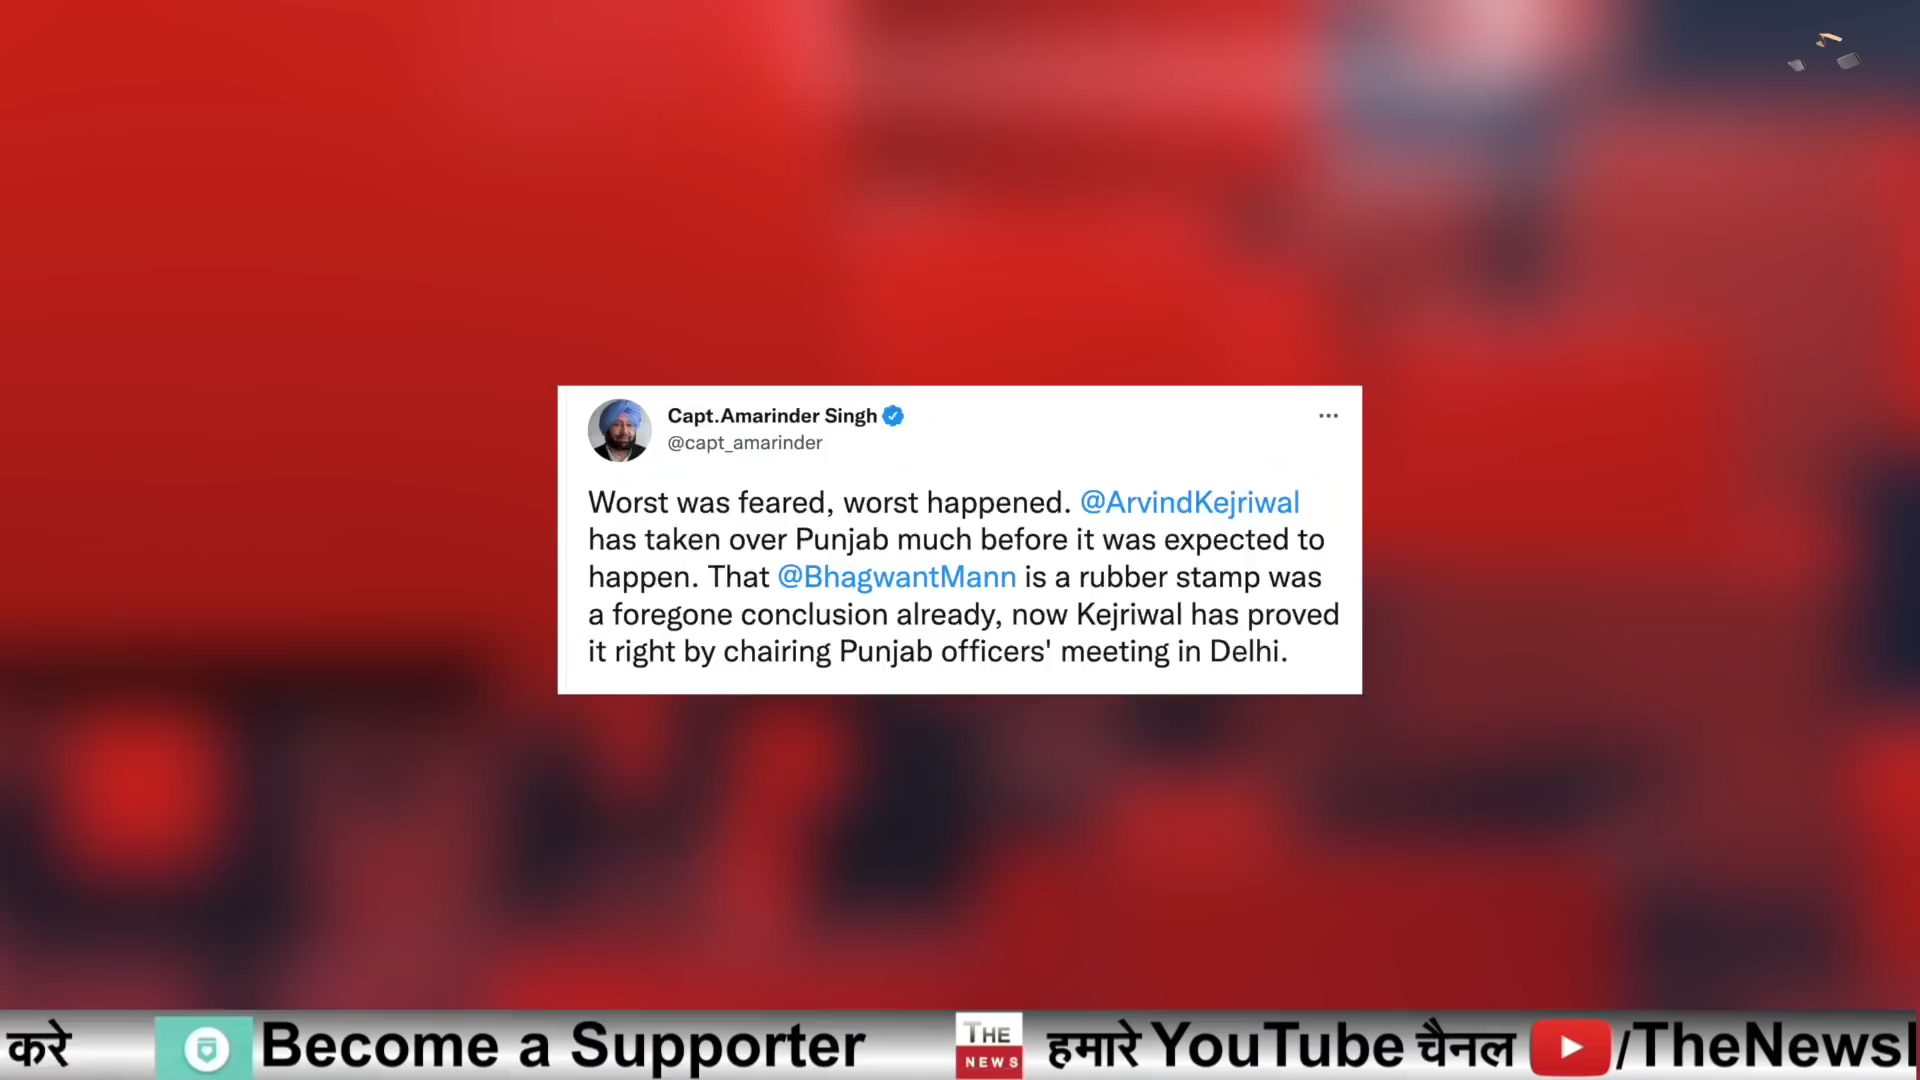 Capt.Amarinder Singh
@capt_amarinder
Worst was feared, worst happened. @ArvindKejriwal
has taken over Punjab much before it was expected to
happen. That @BhagwantMann is a rubber stamp was
a foregone conclusion already, now Kejriwal has proved
it right by chairing Punjab officers' meeting in Delhi.
करे Become a Supporter THE NEWS हमारे YouTube चैनल /TheNews